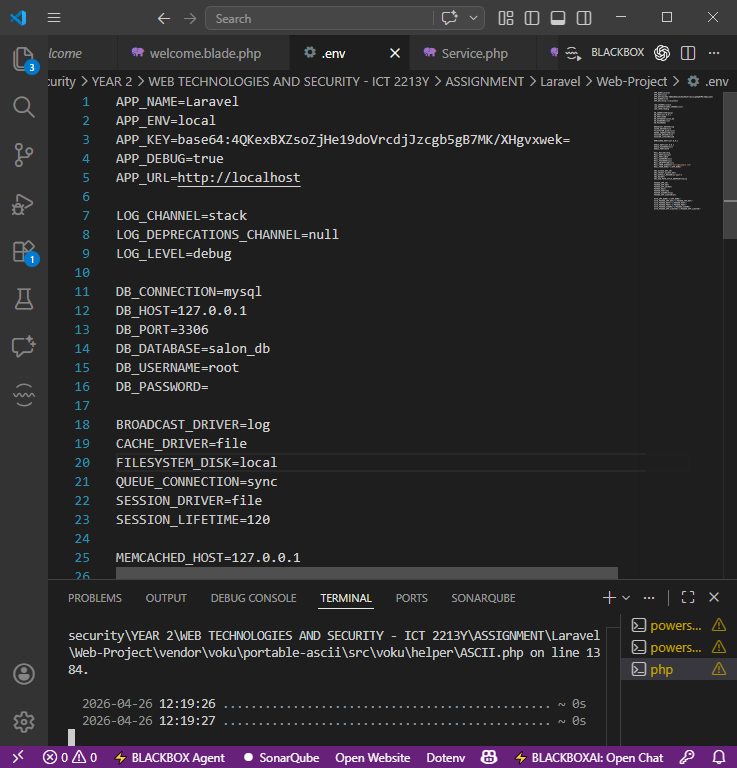 Search
lcome
welcome.blade.php
.env
Service.php
BLACKBOX
curity > YEAR 2 > WEB TECHNOLOGIES AND SECURITY - ICT 2213Y > ASSIGNMENT > Laravel > Web-Project > .env
1 APP_NAME=Laravel
2 APP_ENV=local
3 APP_KEY=base64:4QKexBXZsoZjHe19doVrcdjJzcgb5gB7MK/XHgvxwek=
4 APP_DEBUG=true
5 APP_URL=http://localhost
6
7 LOG_CHANNEL=stack
8 LOG_DEPRECATIONS_CHANNEL=null
9 LOG_LEVEL=debug
10
11 DB_CONNECTION=mysql
12 DB_HOST=127.0.0.1
13 DB_PORT=3306
14 DB_DATABASE=salon_db
15 DB_USERNAME=root
16 DB_PASSWORD=
17
18 BROADCAST_DRIVER=log
19 CACHE_DRIVER=file
20 FILESYSTEM_DISK=local
21 QUEUE_CONNECTION=sync
22 SESSION_DRIVER=file
23 SESSION_LIFETIME=120
24
25 MEMCACHED_HOST=127.0.0.1
26
3
1
PROBLEMS OUTPUT DEBUG CONSOLE TERMINAL PORTS SONARQUBE
security\YEAR 2\WEB TECHNOLOGIES AND SECURITY - ICT 2213Y\ASSIGNMENT\Laravel
\Web-Project\vendor\voku\portable-ascii\src\voku\helper\ASCII.php on line 13
84.
2026-04-26 12:19:26 ............................................... ~ 0s
2026-04-26 12:19:27 ............................................... ~ 0s
powers...
powers...
php
0 0 BLACKBOX Agent SonarQube Open Website Dotenv BLACKBOXAI: Open Chat